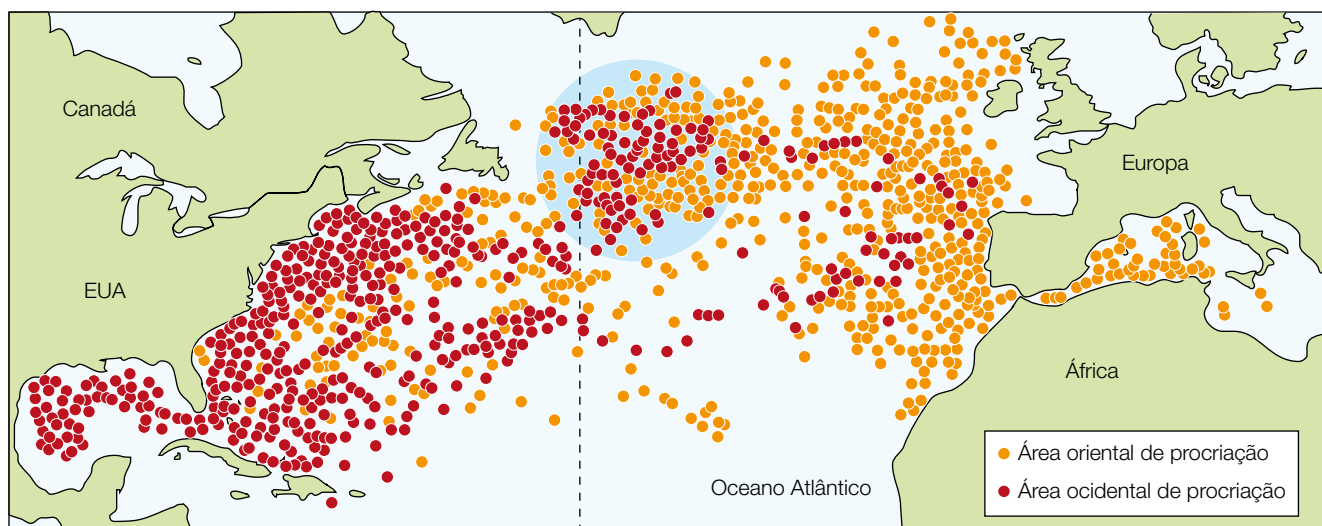 Canadá
Europa
EUA
África
Oceano Atlântico
Área oriental de procriação
Área ocidental de procriação